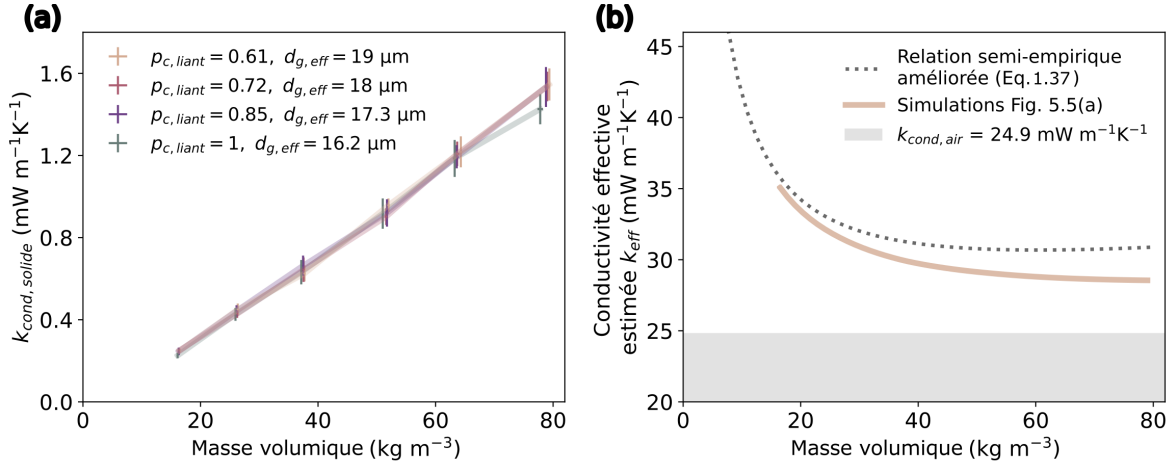 (a)
p_c,liant = 0.61, d_g,eff = 19 µm
p_c,liant = 0.72, d_g,eff = 18 µm
p_c,liant = 0.85, d_g,eff = 17.3 µm
p_c,liant = 1, d_g,eff = 16.2 µm
k_cond,solide (mW m⁻¹K⁻¹)
1.6
1.2
0.8
0.4
0.0
0 20 40 60 80
Masse volumique (kg m⁻³)
(b)
Relation semi-empirique
améliorée (Eq.1.37)
Simulations Fig. 5.5(a)
k_cond,air = 24.9 mW m⁻¹K⁻¹
Conductivité effective
estimée k_eff (mW m⁻¹K⁻¹)
45
40
35
30
25
20
0 20 40 60 80
Masse volumique (kg m⁻³)